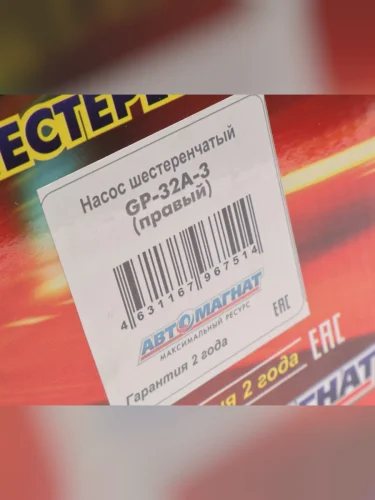 ЕСТЕР
Насос шестеренчатый
GP-32A-3
(правый)
4 631167 967514
АВТОМАГНАТ
МАКСИМАЛЬНЫЙ РЕСУРС
Гарантия 2 года
ЕАС
2 года
ЕАС
ГНАТ